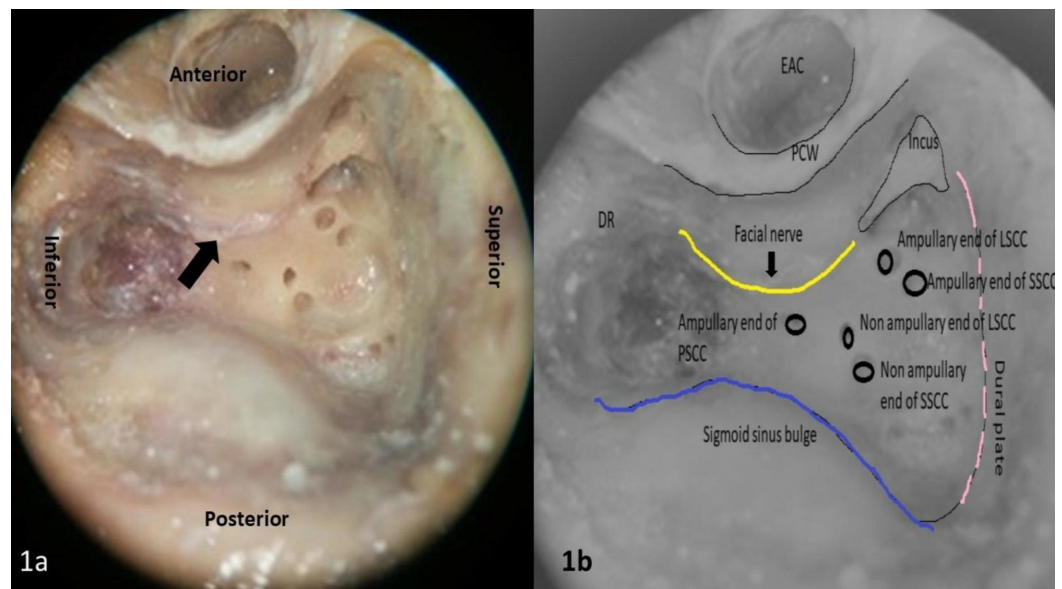 Anterior
Inferior
Superior
Posterior
1a
EAC
PCW
Incus
DR
Facial nerve
Ampullary end of LSCC
Ampullary end of SSCC
Ampullary end of
PSCC
Non ampullary end of LSCC
Non ampullary
end of SSCC
Dural plate
Sigmoid sinus bulge
1b